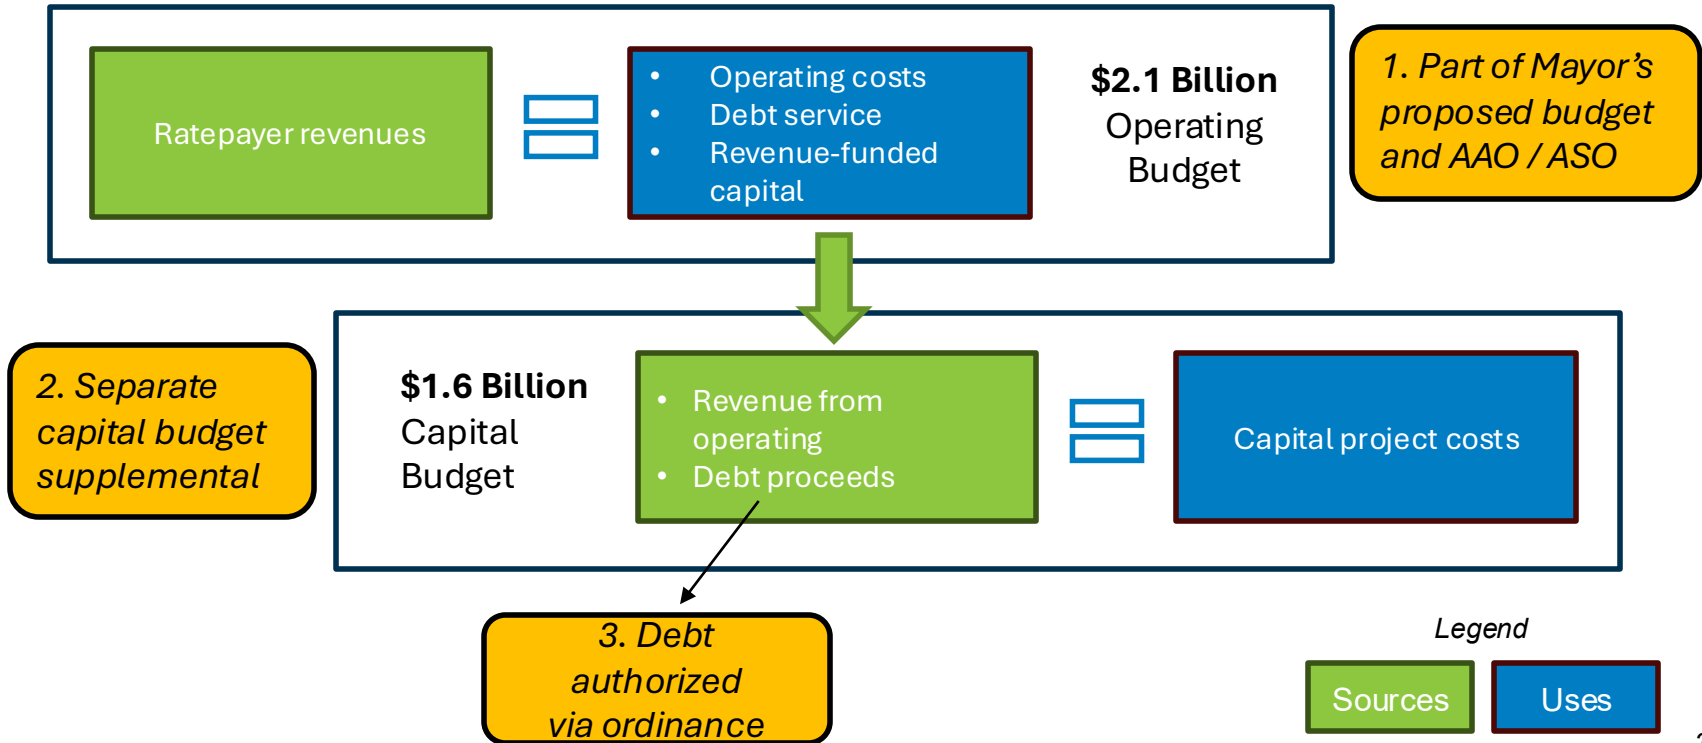 Ratepayer revenues
• Operating costs
• Debt service
• Revenue-funded
capital
$2.1 Billion
Operating
Budget
1. Part of Mayor’s
proposed budget
and AAO / ASO
2. Separate
capital budget
supplemental
$1.6 Billion
Capital
Budget
• Revenue from
operating
• Debt proceeds
Capital project costs
3. Debt
authorized
via ordinance
Legend
Sources
Uses